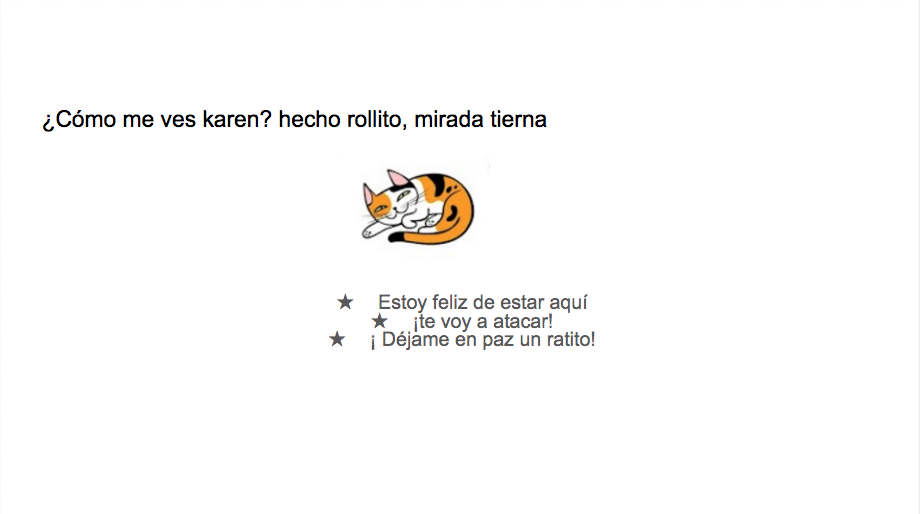 ¿Cómo me ves karen? hecho rollito, mirada tierna
★ Estoy feliz de estar aquí
★ ¡te voy a atacar!
★ ¡ Déjame en paz un ratito!